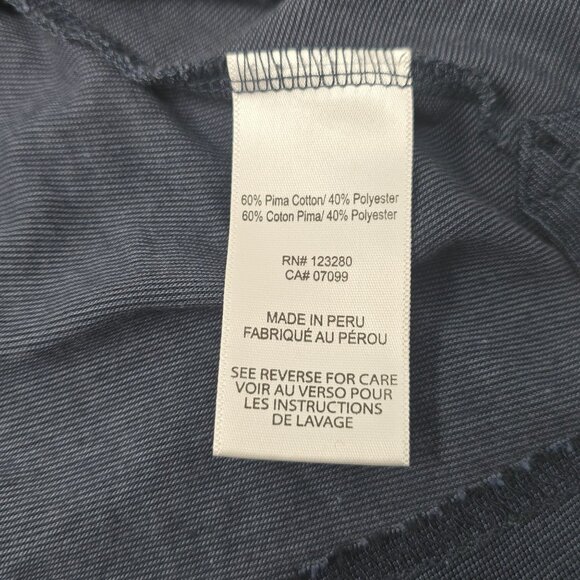 60% Pima Cotton/ 40% Polyester
60% Coton Pima/ 40% Polyester
RN# 123280
CA# 07099
MADE IN PERU
FABRIQUÉ AU PÉROU
SEE REVERSE FOR CARE
VOIR AU VERSO POUR
LES INSTRUCTIONS
DE LAVAGE